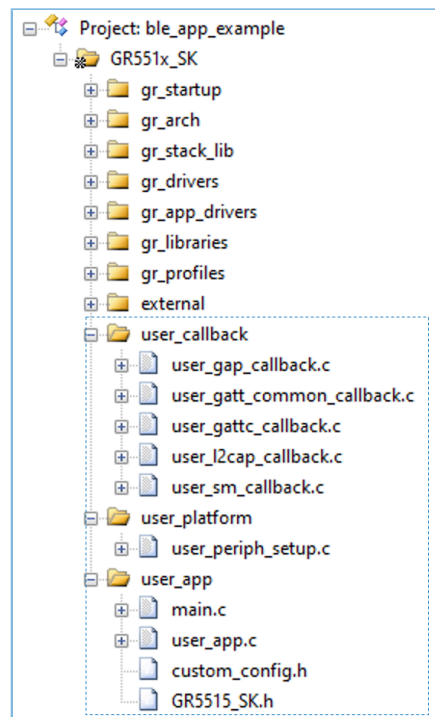 Project: ble_app_example
GR551x_SK
gr_startup
gr_arch
gr_stack_lib
gr_drivers
gr_app_drivers
gr_libraries
gr_profiles
external
user_callback
user_gap_callback.c
user_gatt_common_callback.c
user_gattc_callback.c
user_l2cap_callback.c
user_sm_callback.c
user_platform
user_periph_setup.c
user_app
main.c
user_app.c
custom_config.h
GR5515_SK.h